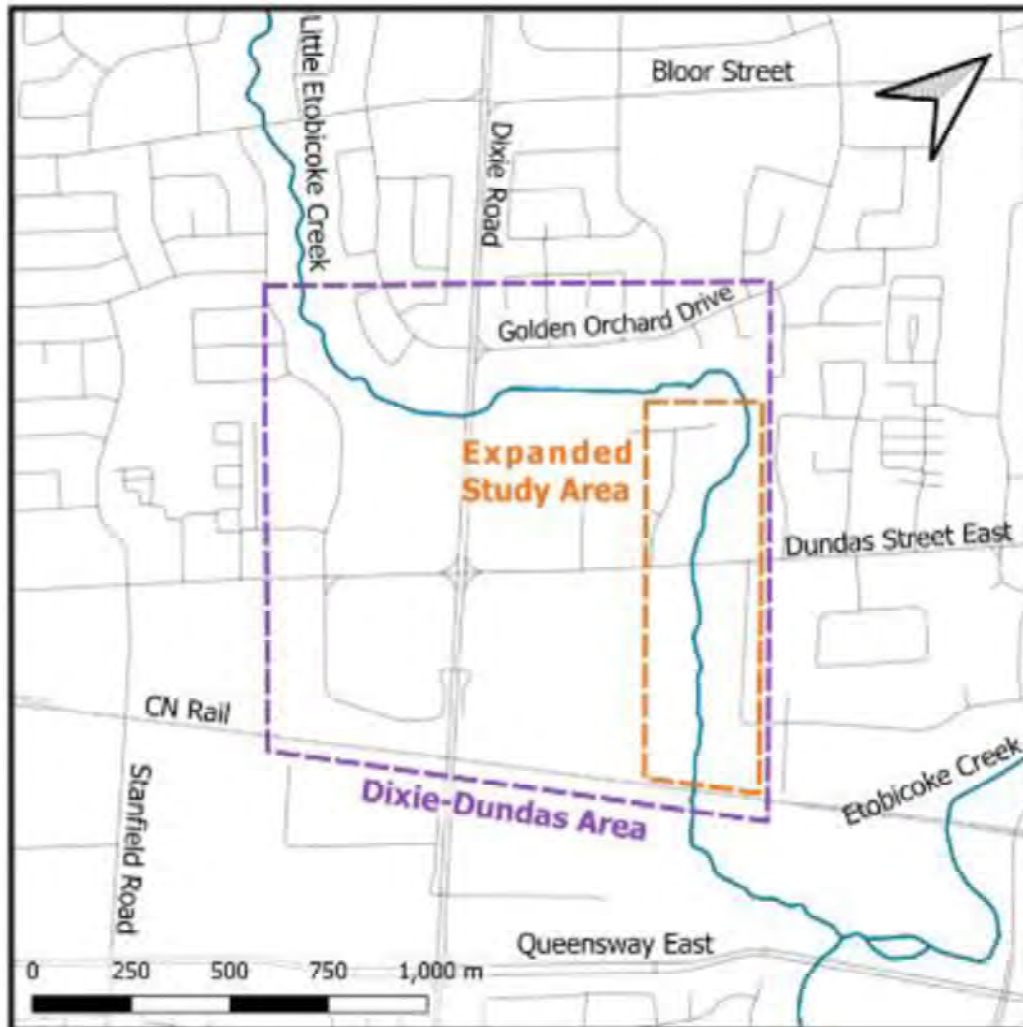 Little Etobicoke Creek
Bloor Street
Dixie Road
Golden Orchard Drive
Expanded
Study Area
Dundas Street East
CN Rail
Dixie-Dundas Area
Etobicoke Creek
Stanfield Road
Queensway East
0 250 500 750 1,000 m